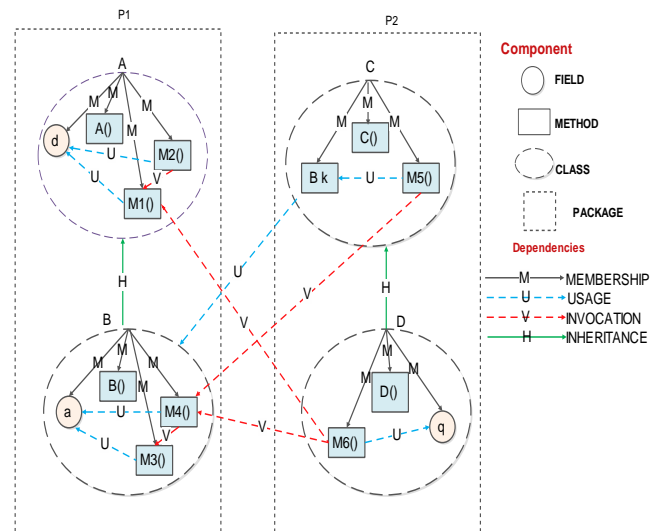 P1
P2
A
C
M
M
M
M
d
A()
M2()
U
U
V
M1()
M
M
M
C()
B k
U
M5()
H
U
V
V
H
B
D
M
M
M
M
B()
a
U
M4()
V
U
M3()
V
M
M
M
D()
M6()
U
q
Component
FIELD
METHOD
CLASS
PACKAGE
Dependencies
M MEMBERSHIP
U USAGE
V INVOCATION
H INHERITANCE